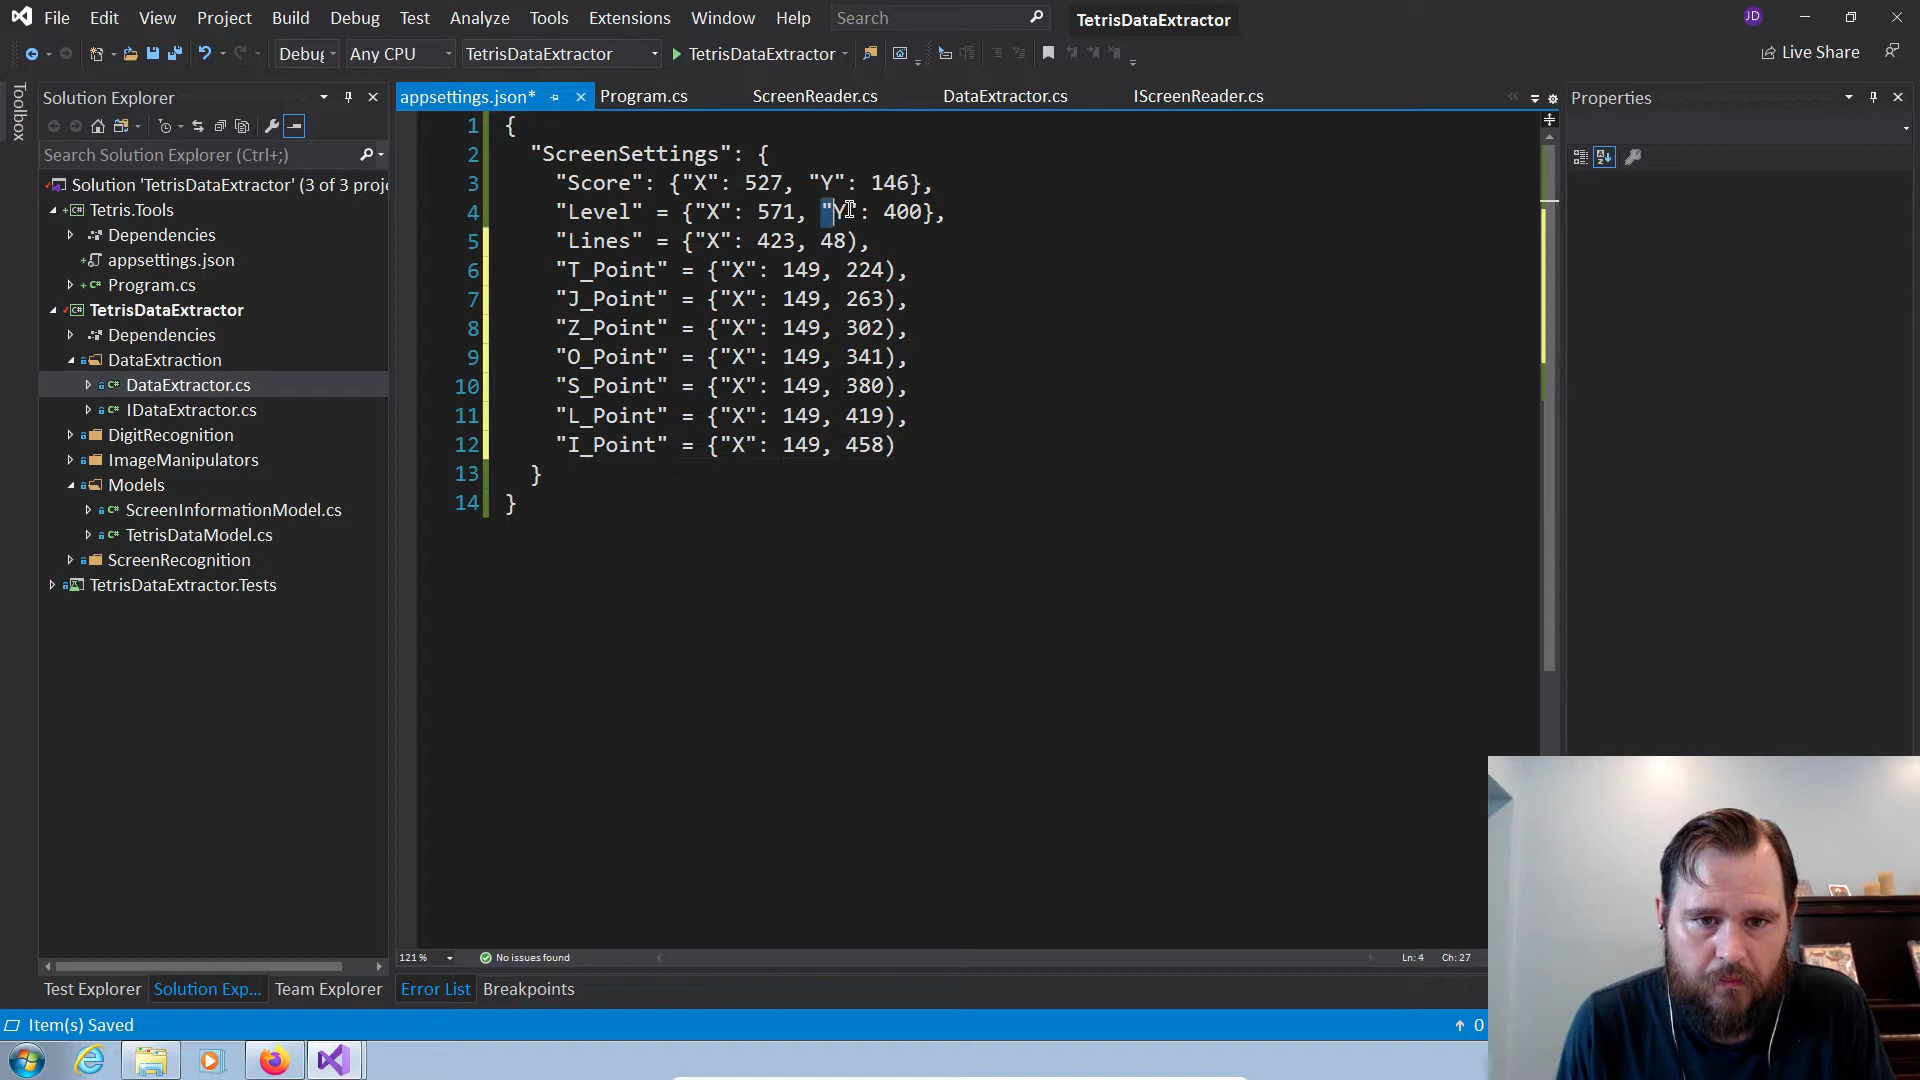 File Edit View Project Build Debug Test Analyze Tools Extensions Window Help Search TetrisDataExtractor JD
Debug Any CPU TetrisDataExtractor TetrisDataExtractor Live Share
Toolbox
Solution Explorer
Search Solution Explorer (Ctrl+;)
Solution 'TetrisDataExtractor' (3 of 3 proje
Tetris.Tools
Dependencies
appsettings.json
Program.cs
TetrisDataExtractor
Dependencies
DataExtraction
DataExtractor.cs
IDataExtractor.cs
DigitRecognition
ImageManipulators
Models
ScreenInformationModel.cs
TetrisDataModel.cs
ScreenRecognition
TetrisDataExtractor.Tests
Test Explorer Solution Exp... Team Explorer
appsettings.json* Program.cs ScreenReader.cs DataExtractor.cs IScreenReader.cs
1 {
2 "ScreenSettings": {
3 "Score": {"X": 527, "Y": 146},
4 "Level" = {"X": 571, "Y": 400},
5 "Lines" = {"X": 423, 48),
6 "T_Point" = {"X": 149, 224),
7 "J_Point" = {"X": 149, 263),
8 "Z_Point" = {"X": 149, 302),
9 "O_Point" = {"X": 149, 341),
10 "S_Point" = {"X": 149, 380),
11 "L_Point" = {"X": 149, 419),
12 "I_Point" = {"X": 149, 458)
13 }
14 }
121 % No issues found Ln: 4 Ch: 27
Error List Breakpoints
Properties
Item(s) Saved 0